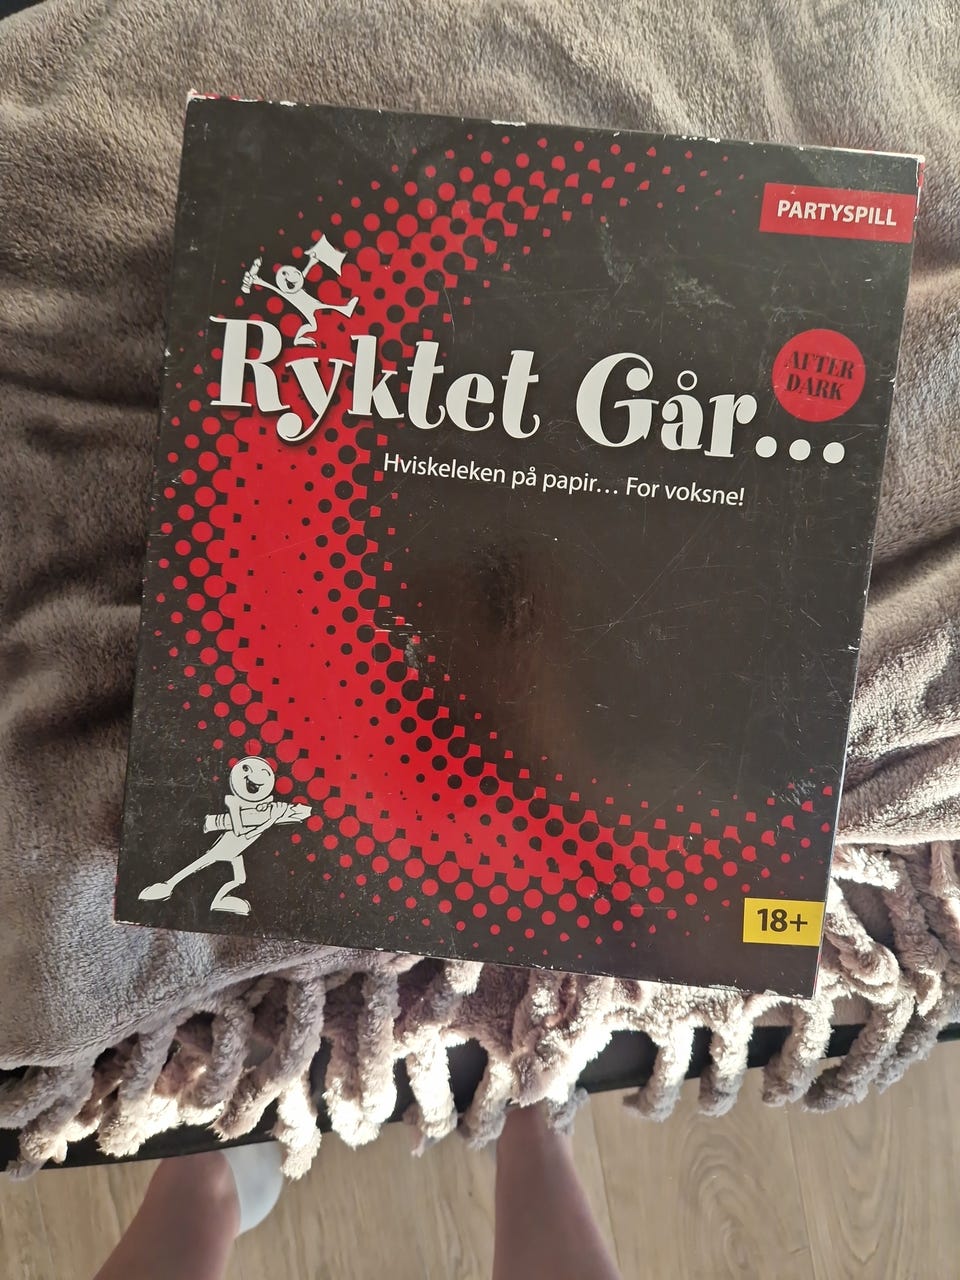 PARTYSPILL
Ryktet Går...
AFTER
DARK
Hviskeleken på papir... For voksne!
18+